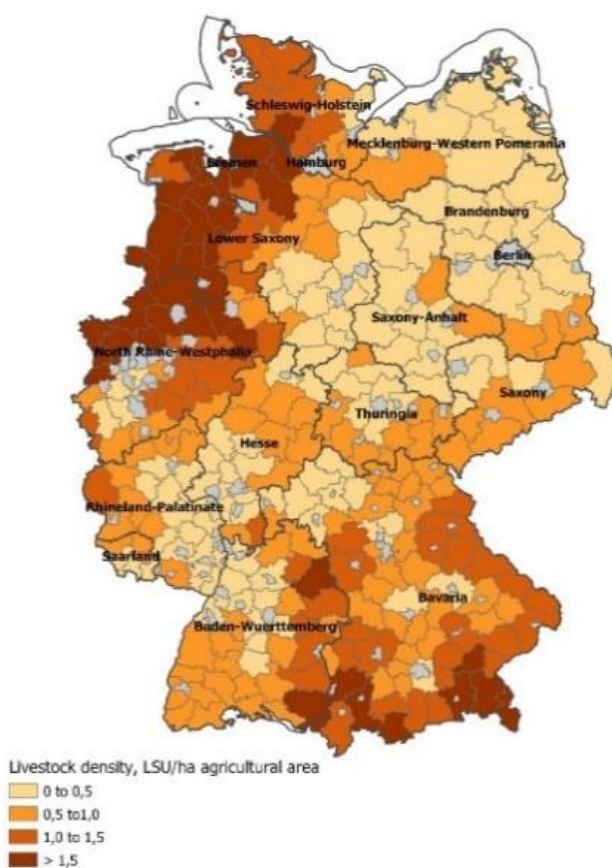 Schleswig-Holstein
Mecklenburg-Western Pomerania
Bremen
Hamburg
Brandenburg
Lower Saxony
Berlin
Saxony-Anhalt
North Rhine-Westphalia
Saxony
Thuringia
Hesse
Rhineland-Palatinate
Saarland
Bavaria
Baden-Wuerttemberg
Livestock density, LSU/ha agricultural area
0 to 0,5
0,5 to1,0
1,0 to 1,5
> 1,5